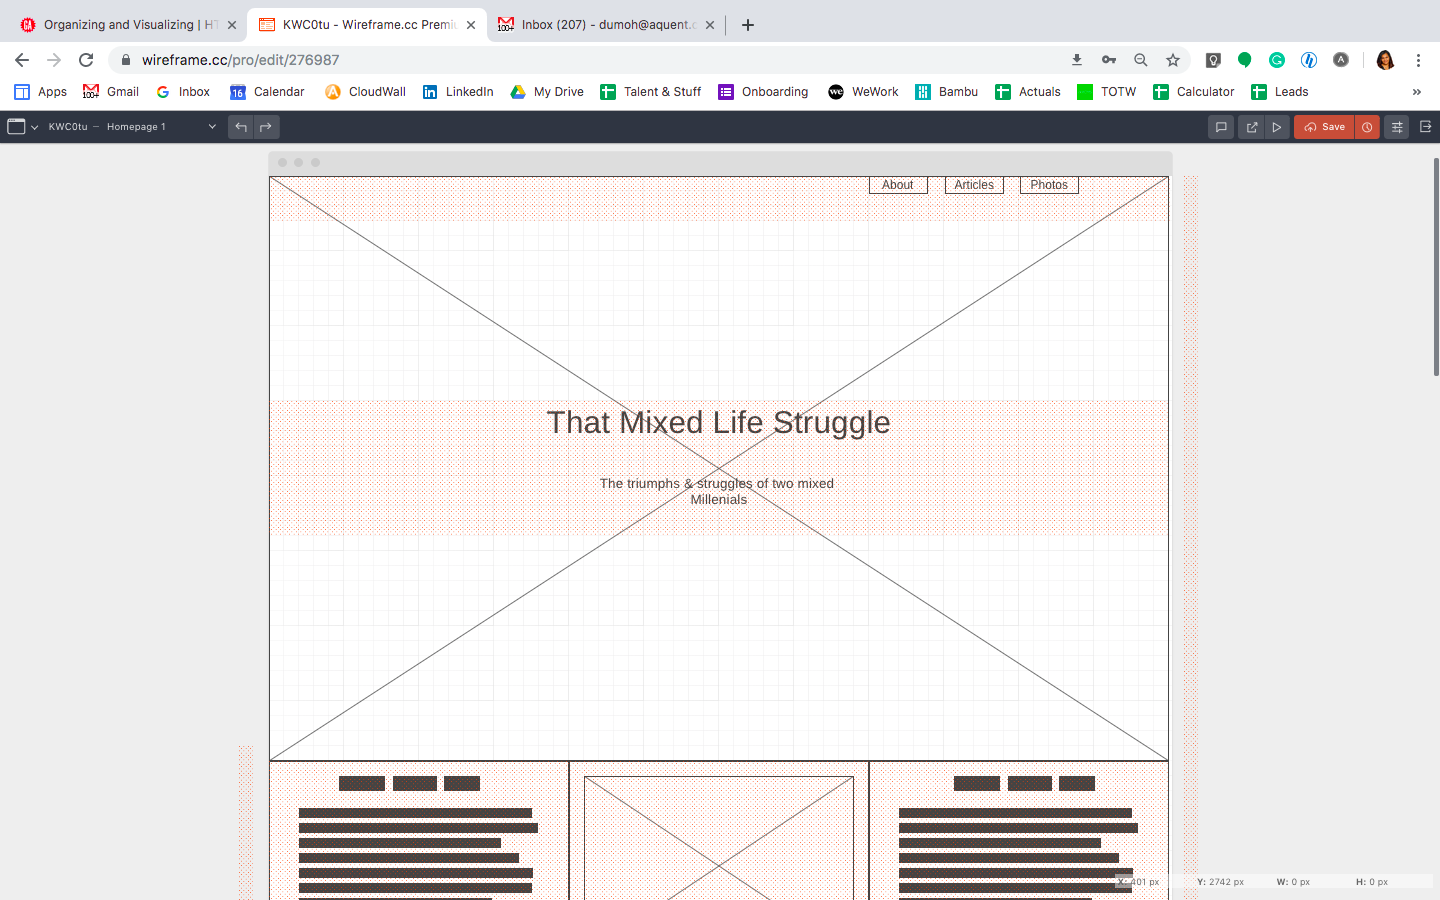 Organizing and Visualizing | HT
KWC0tu - Wireframe.cc Premi
Inbox (207) - dumoh@aquent.c
wireframe.cc/pro/edit/276987
Apps
100+
Gmail
Inbox
16
Calendar
CloudWall
LinkedIn
My Drive
Talent & Stuff
Onboarding
we
WeWork
Bambu
Actuals
TOTW
Calculator
Leads
»
KWC0tu – Homepage 1
Save
About
Articles
Photos
That Mixed Life Struggle
The triumphs & struggles of two mixed
Millenials
X: 401 px
Y: 2742 px
W: 0 px
H: 0 px